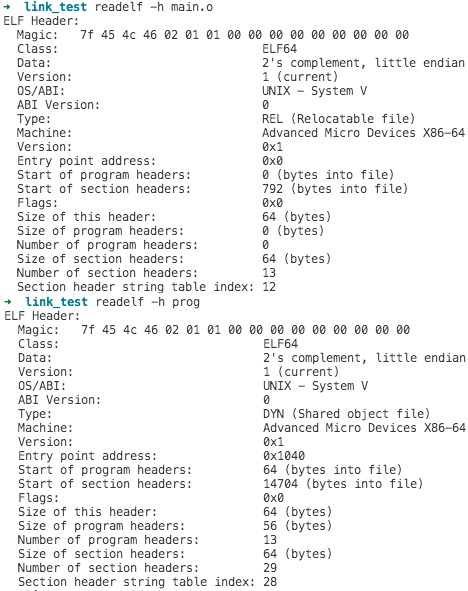 ➜ link_test readelf -h main.o
ELF Header:
Magic: 7f 45 4c 46 02 01 01 00 00 00 00 00 00 00 00 00
Class: ELF64
Data: 2's complement, little endian
Version: 1 (current)
OS/ABI: UNIX - System V
ABI Version: 0
Type: REL (Relocatable file)
Machine: Advanced Micro Devices X86-64
Version: 0x1
Entry point address: 0x0
Start of program headers: 0 (bytes into file)
Start of section headers: 792 (bytes into file)
Flags: 0x0
Size of this header: 64 (bytes)
Size of program headers: 0 (bytes)
Number of program headers: 0
Size of section headers: 64 (bytes)
Number of section headers: 13
Section header string table index: 12
➜ link_test readelf -h prog
ELF Header:
Magic: 7f 45 4c 46 02 01 01 00 00 00 00 00 00 00 00 00
Class: ELF64
Data: 2's complement, little endian
Version: 1 (current)
OS/ABI: UNIX - System V
ABI Version: 0
Type: DYN (Shared object file)
Machine: Advanced Micro Devices X86-64
Version: 0x1
Entry point address: 0x1040
Start of program headers: 64 (bytes into file)
Start of section headers: 14704 (bytes into file)
Flags: 0x0
Size of this header: 64 (bytes)
Size of program headers: 56 (bytes)
Number of program headers: 13
Size of section headers: 64 (bytes)
Number of section headers: 29
Section header string table index: 28